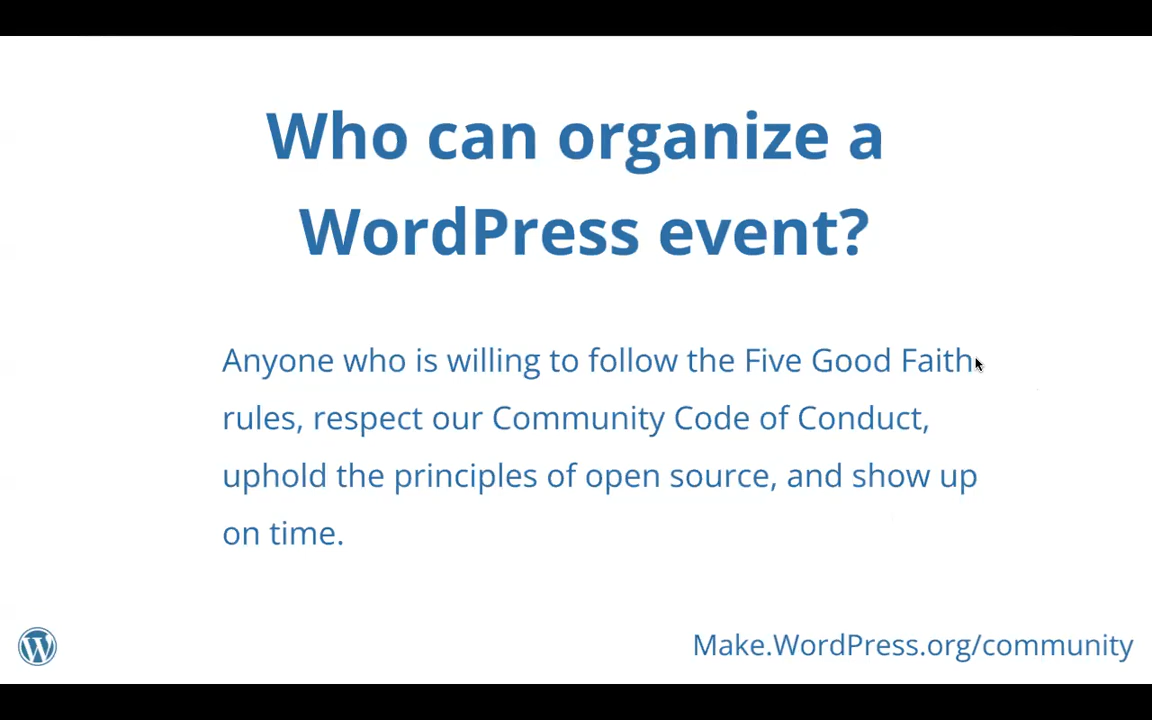 Who can organize a
WordPress event?
Anyone who is willing to follow the Five Good Faith
rules, respect our Community Code of Conduct,
uphold the principles of open source, and show up
on time.
Make.WordPress.org/community